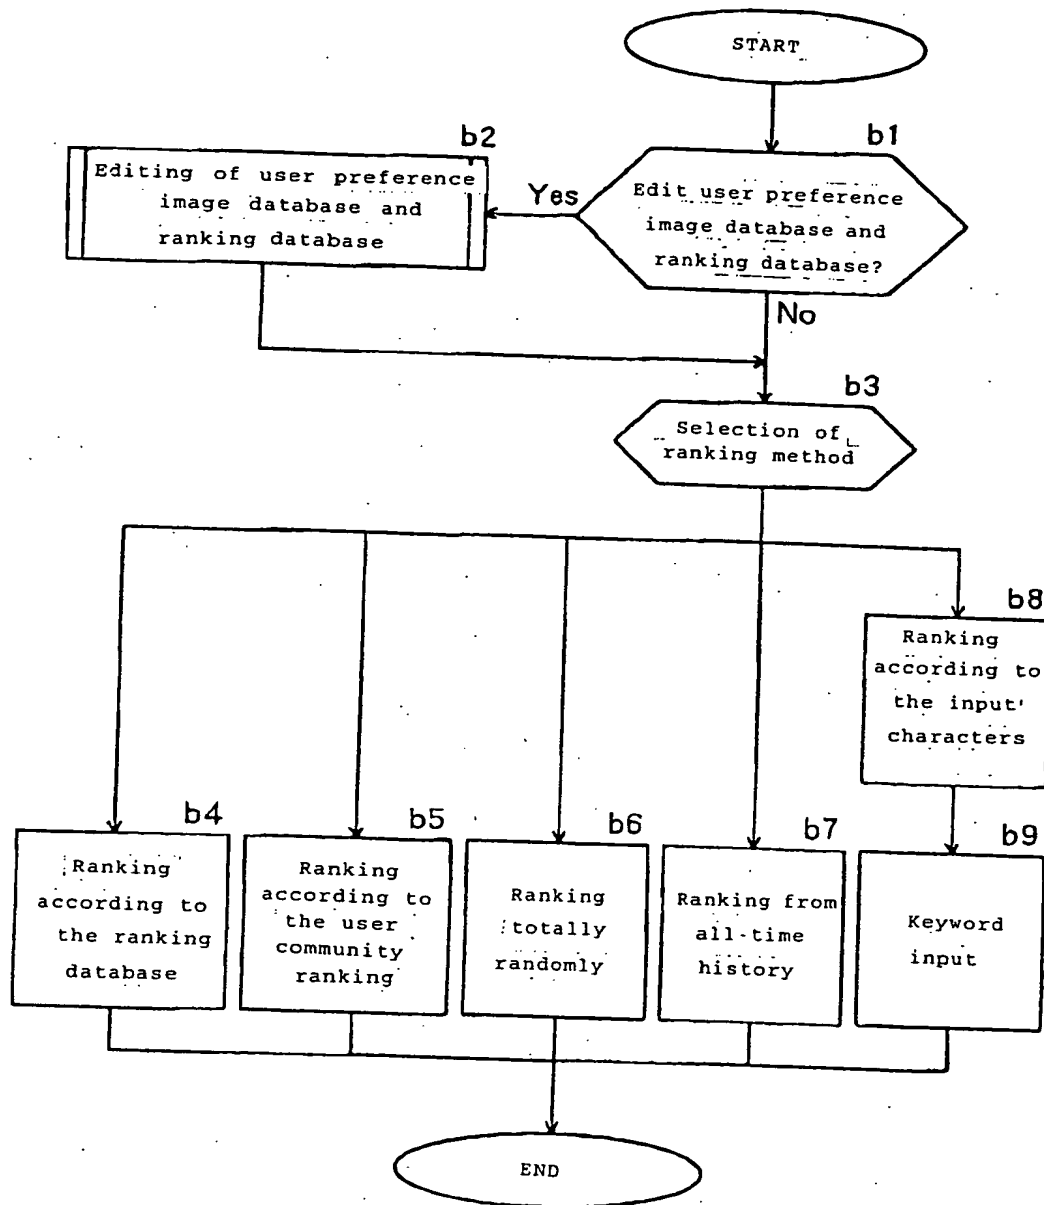 START
b1
Edit user preference
image database and
ranking database?
Yes
No
b2
Editing of user preference
image database and
ranking database
b3
Selection of
ranking method
b8
Ranking
according to
the input'
characters
b4
Ranking
according to
the ranking
database
b5
Ranking
according to
the user
community
ranking
b6
Ranking
totally
randomly
b7
Ranking from
all-time
history
b9
Keyword
input
END